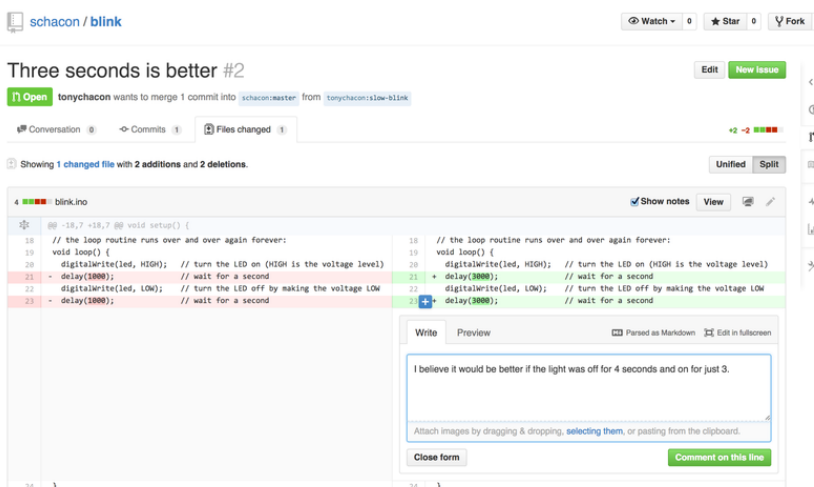 schacon / blink
Watch 0 Star 0 Fork
Three seconds is better #2
Edit New Issue
Open tonychacon wants to merge 1 commit into schacon:master from tonychacon:slow-blink
Conversation 0 Commits 1 Files changed 1
+2 −2
Showing 1 changed file with 2 additions and 2 deletions.
Unified Split
4 blink.ino
Show notes View
@@ -18,7 +18,7 @@ void setup() {
18 // the loop routine runs over and over again forever: 18 // the loop routine runs over and over again forever:
19 void loop() { 19 void loop() {
20 digitalWrite(led, HIGH); // turn the LED on (HIGH is the voltage level) 20 digitalWrite(led, HIGH); // turn the LED on (HIGH is the voltage level)
21 - delay(1000); // wait for a second 21 + delay(3000); // wait for a second
22 digitalWrite(led, LOW); // turn the LED off by making the voltage LOW 22 digitalWrite(led, LOW); // turn the LED off by making the voltage LOW
23 - delay(1000); // wait for a second 23 + delay(3000); // wait for a second
Write Preview Parsed as Markdown Edit in fullscreen
I believe it would be better if the light was off for 4 seconds and on for just 3.
Attach images by dragging & dropping, selecting them, or pasting from the clipboard.
Close form Comment on this line
24 } 24 }